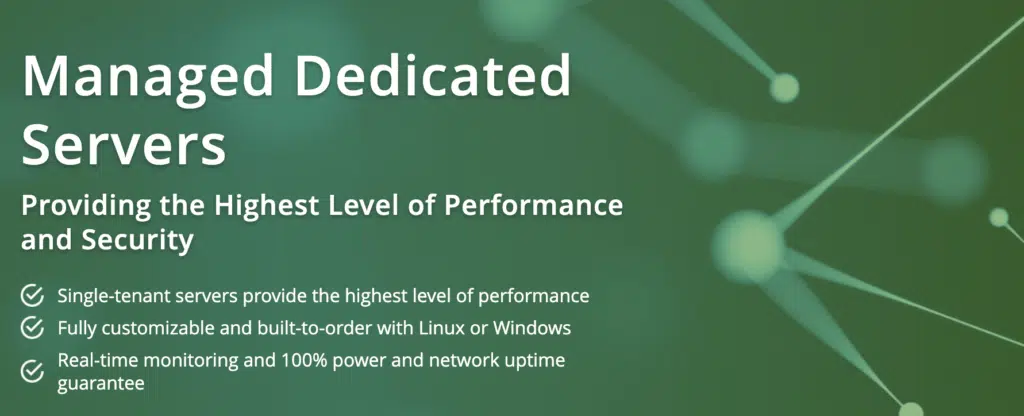 Managed Dedicated
Servers
Providing the Highest Level of Performance
and Security
Single-tenant servers provide the highest level of performance
Fully customizable and built-to-order with Linux or Windows
Real-time monitoring and 100% power and network uptime
guarantee